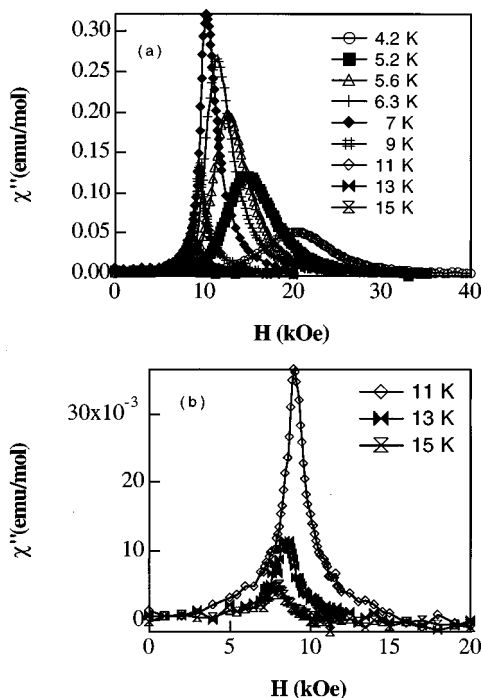 0.30
0.25
0.20
0.15
0.10
0.05
0.00
χ''(emu/mol)
(a)
4.2 K
5.2 K
5.6 K
6.3 K
7 K
9 K
11 K
13 K
15 K
0 10 20 30 40
H (kOe)
30x10⁻³
20
10
0
χ''(emu/mol)
(b)
11 K
13 K
15 K
0 5 10 15 20
H (kOe)